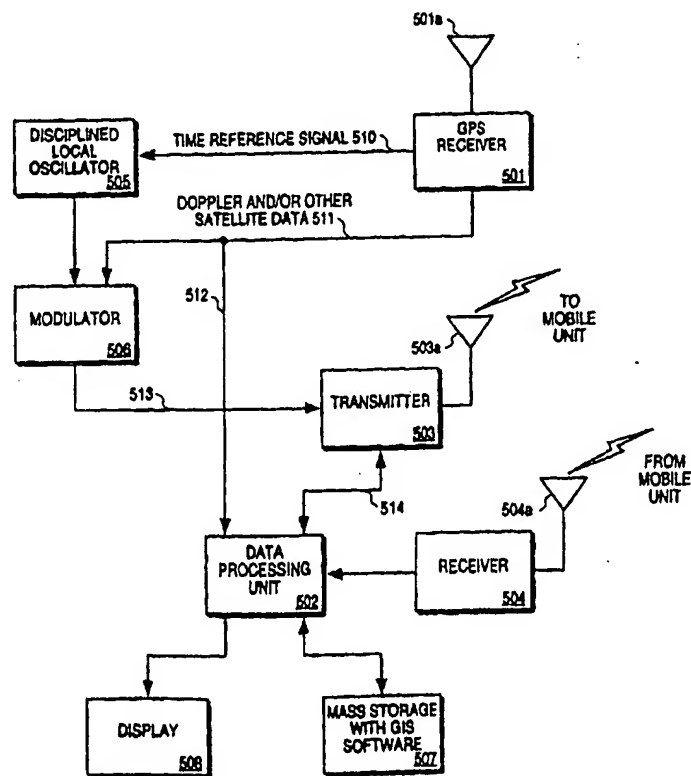 501a
DISCIPLINED
LOCAL
OSCILLATOR
505
TIME REFERENCE SIGNAL 510
GPS
RECEIVER
501
DOPPLER AND/OR OTHER
SATELLITE DATA 511
MODULATOR
506
512
503a
TO
MOBILE
UNIT
513
TRANSMITTER
503
FROM
MOBILE
UNIT
504a
514
DATA
PROCESSING
UNIT
502
RECEIVER
504
DISPLAY
508
MASS STORAGE
WITH GIS
SOFTWARE
507